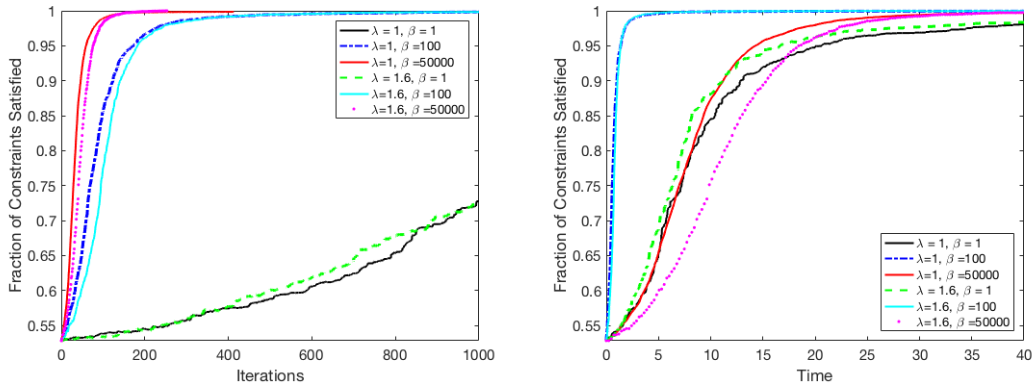 1
0.95
0.9
0.85
0.8
0.75
0.7
0.65
0.6
0.55
Fraction of Constraints Satisfied
0
200
400
600
800
1000
Iterations
λ = 1, β = 1
λ=1, β =100
λ=1, β =50000
λ = 1.6, β = 1
λ=1.6, β =100
λ=1.6, β =50000
1
0.95
0.9
0.85
0.8
0.75
0.7
0.65
0.6
0.55
Fraction of Constraints Satisfied
0
5
10
15
20
25
30
35
40
Time
λ = 1, β = 1
λ=1, β =100
λ=1, β =50000
λ = 1.6, β = 1
λ=1.6, β =100
λ=1.6, β =50000